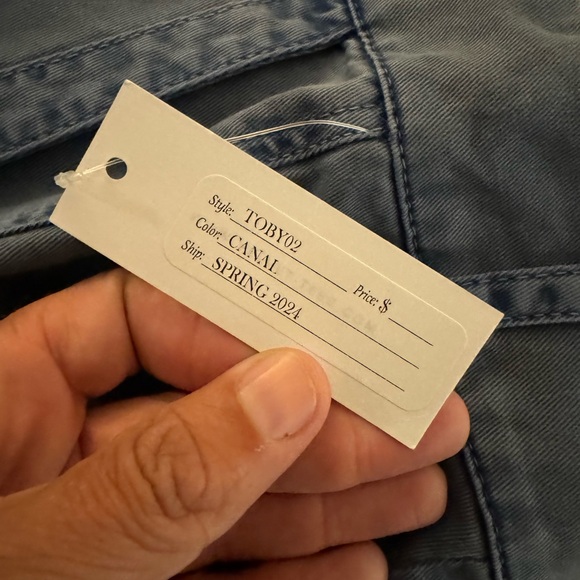 Style: TOBY02
Color: CANAL Price: $
Ship: SPRING 2024